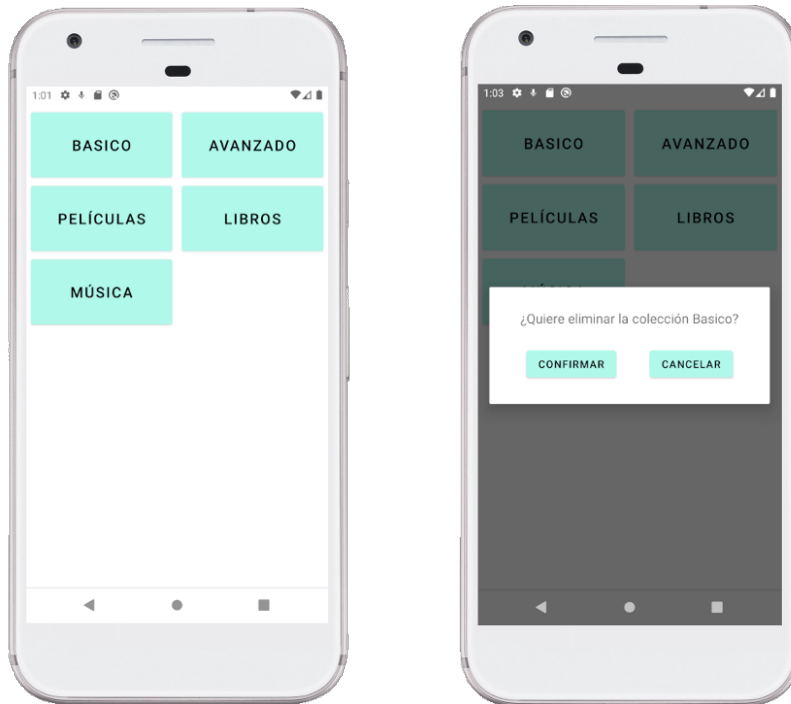 1:01
BASICO AVANZADO
PELÍCULAS LIBROS
MÚSICA
1:03
BASICO AVANZADO
PELÍCULAS LIBROS
¿Quiere eliminar la colección Basico?
CONFIRMAR CANCELAR